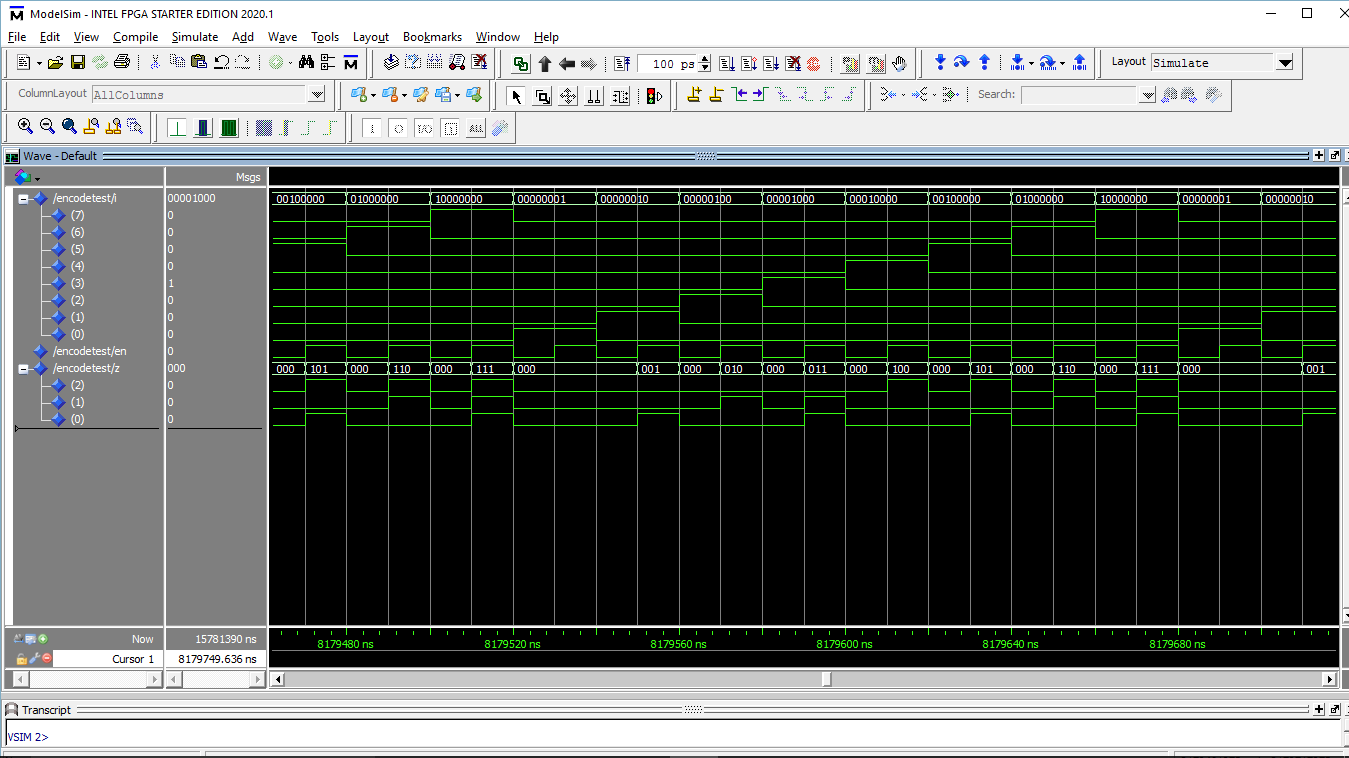 ModelSim - INTEL FPGA STARTER EDITION 2020.1
File Edit View Compile Simulate Add Wave Tools Layout Bookmarks Window Help
100 ps
Layout Simulate
ColumnLayout AllColumns
Search:
Wave - Default
Msgs
/encodetest/i 00001000 00100000 01000000 10000000 00000001 00000010 00000100 00001000 00010000 00100000 01000000 10000000 00000001 00000010
(7) 0
(6) 0
(5) 0
(4) 0
(3) 1
(2) 0
(1) 0
(0) 0
/encodetest/en 0
/encodetest/z 000 000 101 000 110 000 111 000 001 000 010 000 011 000 100 000 101 000 110 000 111 000 001
(2) 0
(1) 0
(0) 0
Now 15781390 ns 8179480 ns 8179520 ns 8179560 ns 8179600 ns 8179640 ns 8179680 ns
Cursor 1 8179749.636 ns
Transcript
VSIM 2>